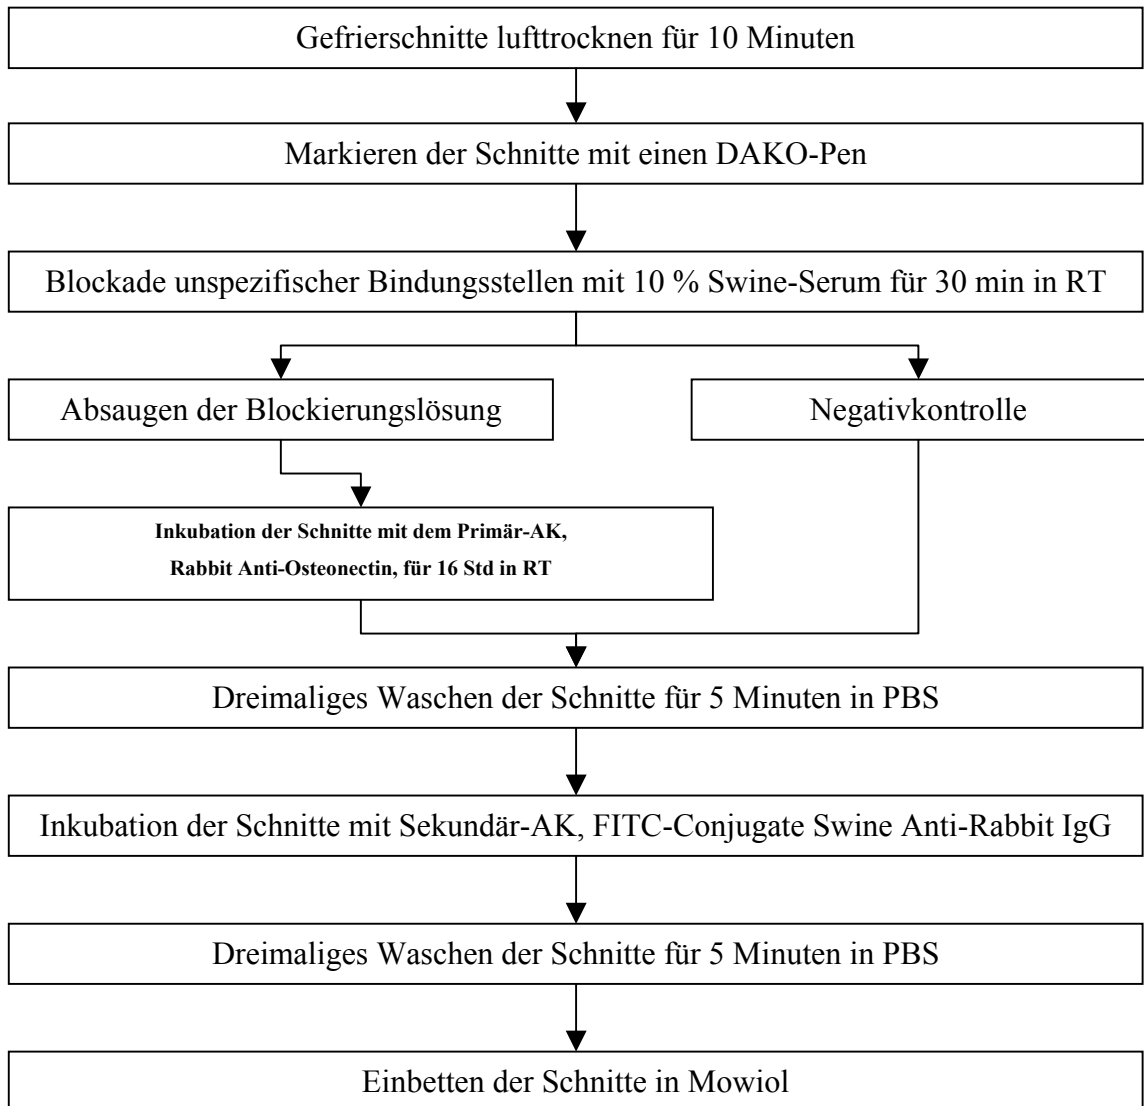 Gefrierschnitte lufttrocknen für 10 Minuten
Markieren der Schnitte mit einen DAKO-Pen
Blockade unspezifischer Bindungsstellen mit 10 % Swine-Serum für 30 min in RT
Absaugen der Blockierungslösung
Negativkontrolle
Inkubation der Schnitte mit dem Primär-AK,
Rabbit Anti-Osteonectin, für 16 Std in RT
Dreimaliges Waschen der Schnitte für 5 Minuten in PBS
Inkubation der Schnitte mit Sekundär-AK, FITC-Conjugate Swine Anti-Rabbit IgG
Dreimaliges Waschen der Schnitte für 5 Minuten in PBS
Einbetten der Schnitte in Mowiol